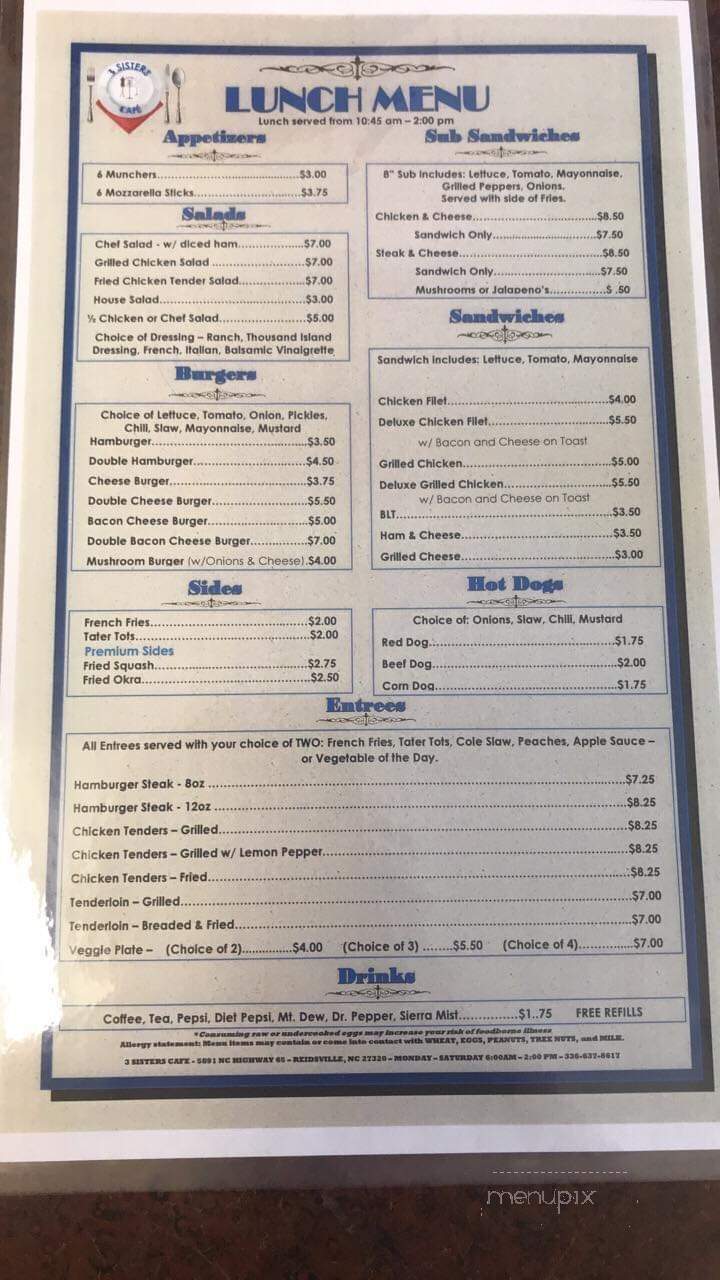 3 SISTERS
CAFÉ
LUNCH MENU
Lunch served from 10:45 am – 2:00 pm
Appetizers
6 Munchers.....$3.00
6 Mozzarella Sticks.....$3.75
Salads
Chef Salad - w/ diced ham.....$7.00
Grilled Chicken Salad.....$7.00
Fried Chicken Tender Salad.....$7.00
House Salad.....$3.00
½ Chicken or Chef Salad.....$5.00
Choice of Dressing – Ranch, Thousand Island
Dressing, French, Italian, Balsamic Vinaigrette
Burgers
Choice of Lettuce, Tomato, Onion, Pickles,
Chili, Slaw, Mayonnaise, Mustard
Hamburger.....$3.50
Double Hamburger.....$4.50
Cheese Burger.....$3.75
Double Cheese Burger.....$5.50
Bacon Cheese Burger.....$5.00
Double Bacon Cheese Burger.....$7.00
Mushroom Burger (w/Onions & Cheese).$4.00
Sides
French Fries.....$2.00
Tater Tots.....$2.00
Premium Sides
Fried Squash.....$2.75
Fried Okra.....$2.50
Sub Sandwiches
8" Sub Includes: Lettuce, Tomato, Mayonnaise,
Grilled Peppers, Onions.
Served with side of Fries.
Chicken & Cheese.....$8.50
Sandwich Only.....$7.50
Steak & Cheese.....$8.50
Sandwich Only.....$7.50
Mushrooms or Jalapeno's.....$ .50
Sandwiches
Sandwich Includes: Lettuce, Tomato, Mayonnaise
Chicken Filet.....$4.00
Deluxe Chicken Filet.....$5.50
w/ Bacon and Cheese on Toast
Grilled Chicken.....$5.00
Deluxe Grilled Chicken.....$5.50
w/ Bacon and Cheese on Toast
BLT.....$3.50
Ham & Cheese.....$3.50
Grilled Cheese.....$3.00
Hot Dogs
Choice of: Onions, Slaw, Chili, Mustard
Red Dog.....$1.75
Beef Dog.....$2.00
Corn Dog.....$1.75
Entrees
All Entrees served with your choice of TWO: French Fries, Tater Tots, Cole Slaw, Peaches, Apple Sauce –
or Vegetable of the Day.
Hamburger Steak - 8oz.....$7.25
Hamburger Steak - 12oz.....$8.25
Chicken Tenders – Grilled.....$8.25
Chicken Tenders – Grilled w/ Lemon Pepper.....$8.25
Chicken Tenders – Fried.....$8.25
Tenderloin – Grilled.....$7.00
Tenderloin – Breaded & Fried.....$7.00
Veggie Plate – (Choice of 2).....$4.00 (Choice of 3).....$5.50 (Choice of 4).....$7.00
Drinks
Coffee, Tea, Pepsi, Diet Pepsi, Mt. Dew, Dr. Pepper, Sierra Mist.....$1..75 FREE REFILLS
*Consuming raw or undercooked eggs may increase your risk of foodborne illness
Allergy statement: Menu items may contain or come into contact with WHEAT, EGGS, PEANUTS, TREE NUTS, and MILK.
3 SISTERS CAFE – 5891 NC HIGHWAY 65 – REIDSVILLE, NC 27320 – MONDAY – SATURDAY 6:00AM – 2:00 PM – 336-637-8617
menupix